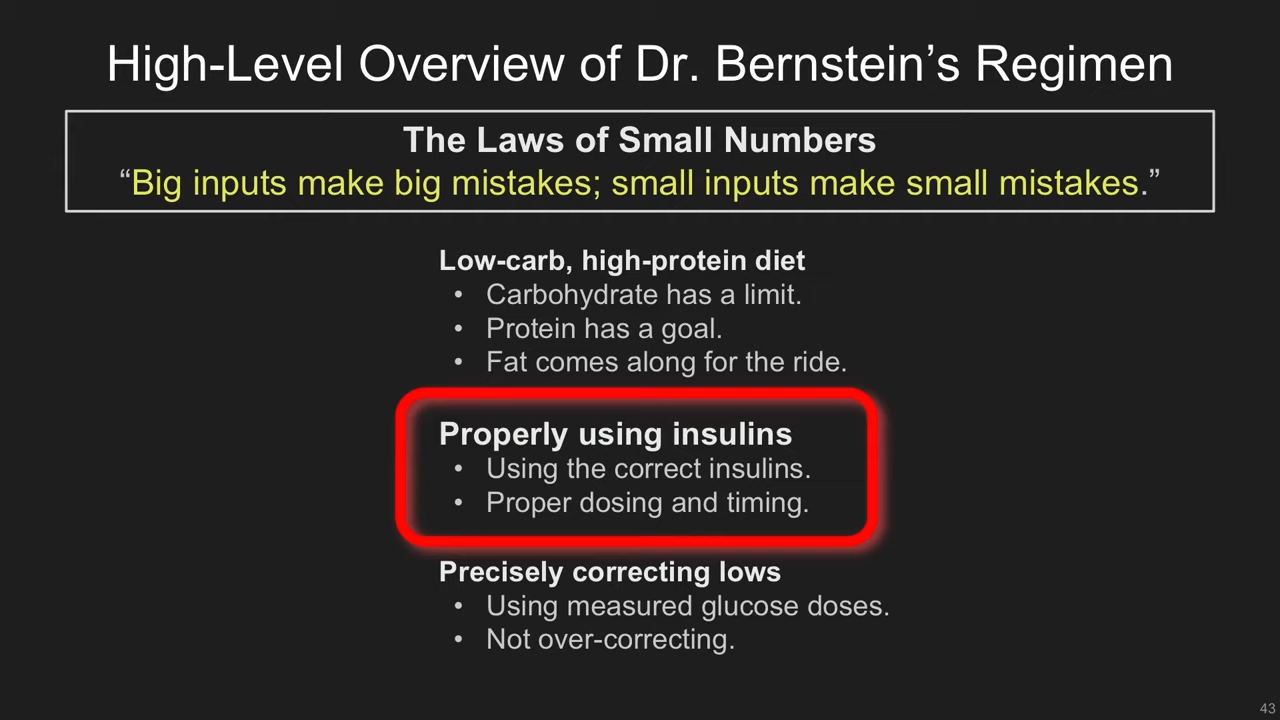 High-Level Overview of Dr. Bernstein’s Regimen
The Laws of Small Numbers
“Big inputs make big mistakes; small inputs make small mistakes.”
Low-carb, high-protein diet
• Carbohydrate has a limit.
• Protein has a goal.
• Fat comes along for the ride.
Properly using insulins
• Using the correct insulins.
• Proper dosing and timing.
Precisely correcting lows
• Using measured glucose doses.
• Not over-correcting.
43